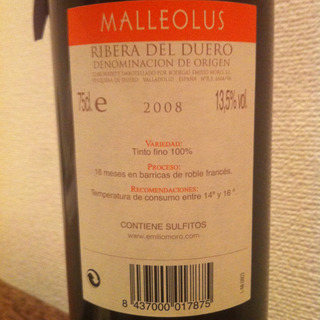 MALLEOLUS
RIBERA DEL DUERO
DENOMINACION DE ORIGEN
75cl e
2008
13,5% vol.
VARIEDAD:
Tinto fino 100%
PROCESO:
18 meses en barricas de roble francés.
RECOMENDACIONES:
Temperatura de consumo entre 14º y 16 º
CONTIENE SULFITOS
www.emiliomoro.com
8 437000 017875